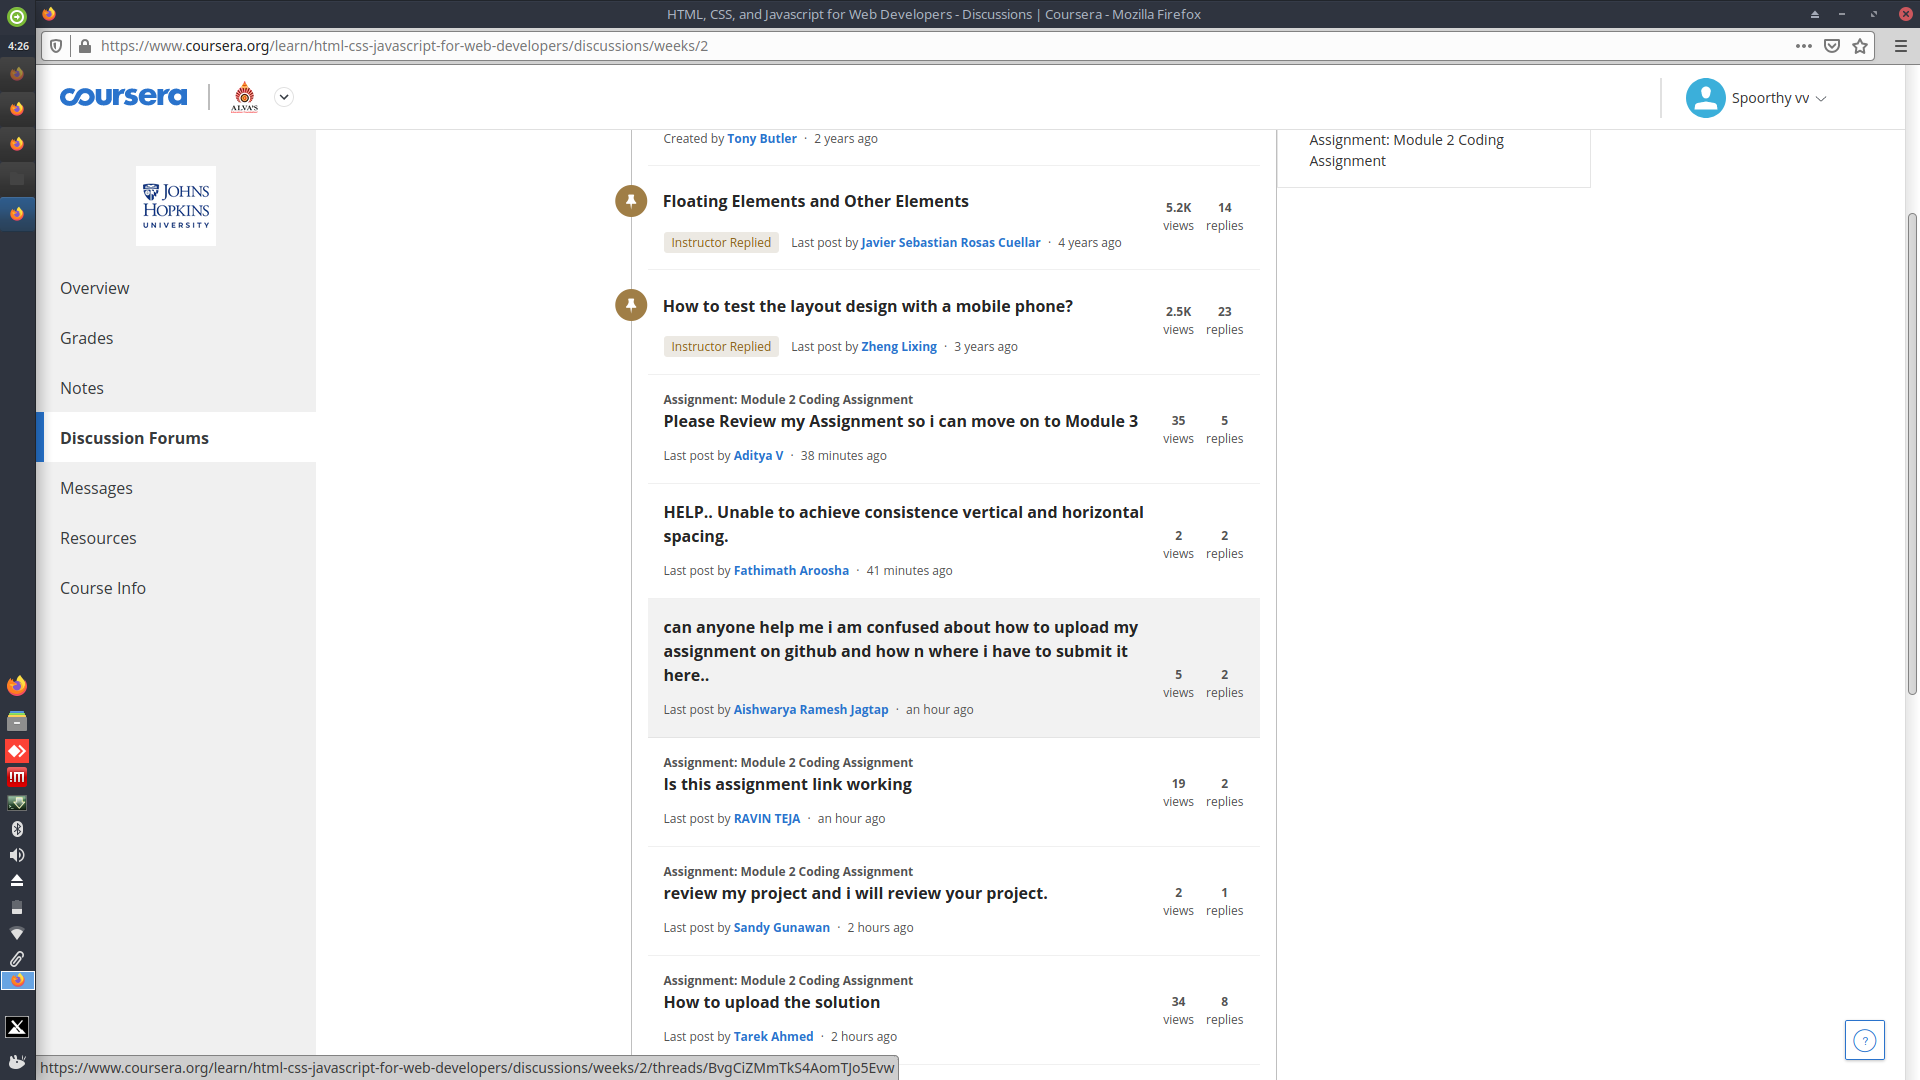 HTML, CSS, and Javascript for Web Developers - Discussions | Coursera - Mozilla Firefox
4:26
https://www.coursera.org/learn/html-css-javascript-for-web-developers/discussions/weeks/2
coursera
ALVA'S
Spoorthy vv
JOHNS
HOPKINS
UNIVERSITY
Overview
Grades
Notes
Discussion Forums
Messages
Resources
Course Info
Created by Tony Butler · 2 years ago
Floating Elements and Other Elements
5.2K views 14 replies
Instructor Replied Last post by Javier Sebastian Rosas Cuellar · 4 years ago
How to test the layout design with a mobile phone?
2.5K views 23 replies
Instructor Replied Last post by Zheng Lixing · 3 years ago
Assignment: Module 2 Coding Assignment
Please Review my Assignment so i can move on to Module 3
35 views 5 replies
Last post by Aditya V · 38 minutes ago
HELP.. Unable to achieve consistence vertical and horizontal
spacing.
2 views 2 replies
Last post by Fathimath Aroosha · 41 minutes ago
can anyone help me i am confused about how to upload my
assignment on github and how n where i have to submit it
here..
5 views 2 replies
Last post by Aishwarya Ramesh Jagtap · an hour ago
Assignment: Module 2 Coding Assignment
Is this assignment link working
19 views 2 replies
Last post by RAVIN TEJA · an hour ago
Assignment: Module 2 Coding Assignment
review my project and i will review your project.
2 views 1 replies
Last post by Sandy Gunawan · 2 hours ago
Assignment: Module 2 Coding Assignment
How to upload the solution
34 views 8 replies
Last post by Tarek Ahmed · 2 hours ago
Assignment: Module 2 Coding
Assignment
!m
?
https://www.coursera.org/learn/html-css-javascript-for-web-developers/discussions/weeks/2/threads/BvgCiZMmTkS4AomTJo5Evw